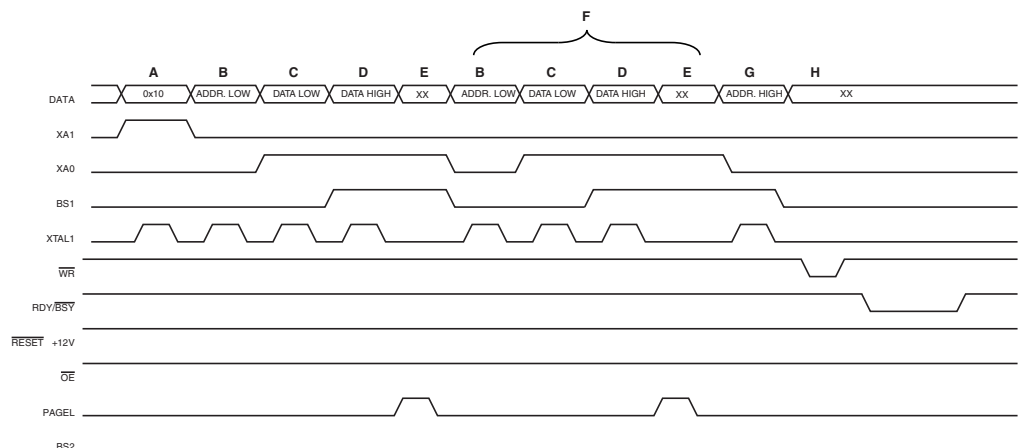 F
A B C D E B C D E G H
DATA 0x10 ADDR. LOW DATA LOW DATA HIGH XX ADDR. LOW DATA LOW DATA HIGH XX ADDR. HIGH XX
XA1
XA0
BS1
XTAL1
WR
RDY/BSY
RESET +12V
OE
PAGEL
BS2